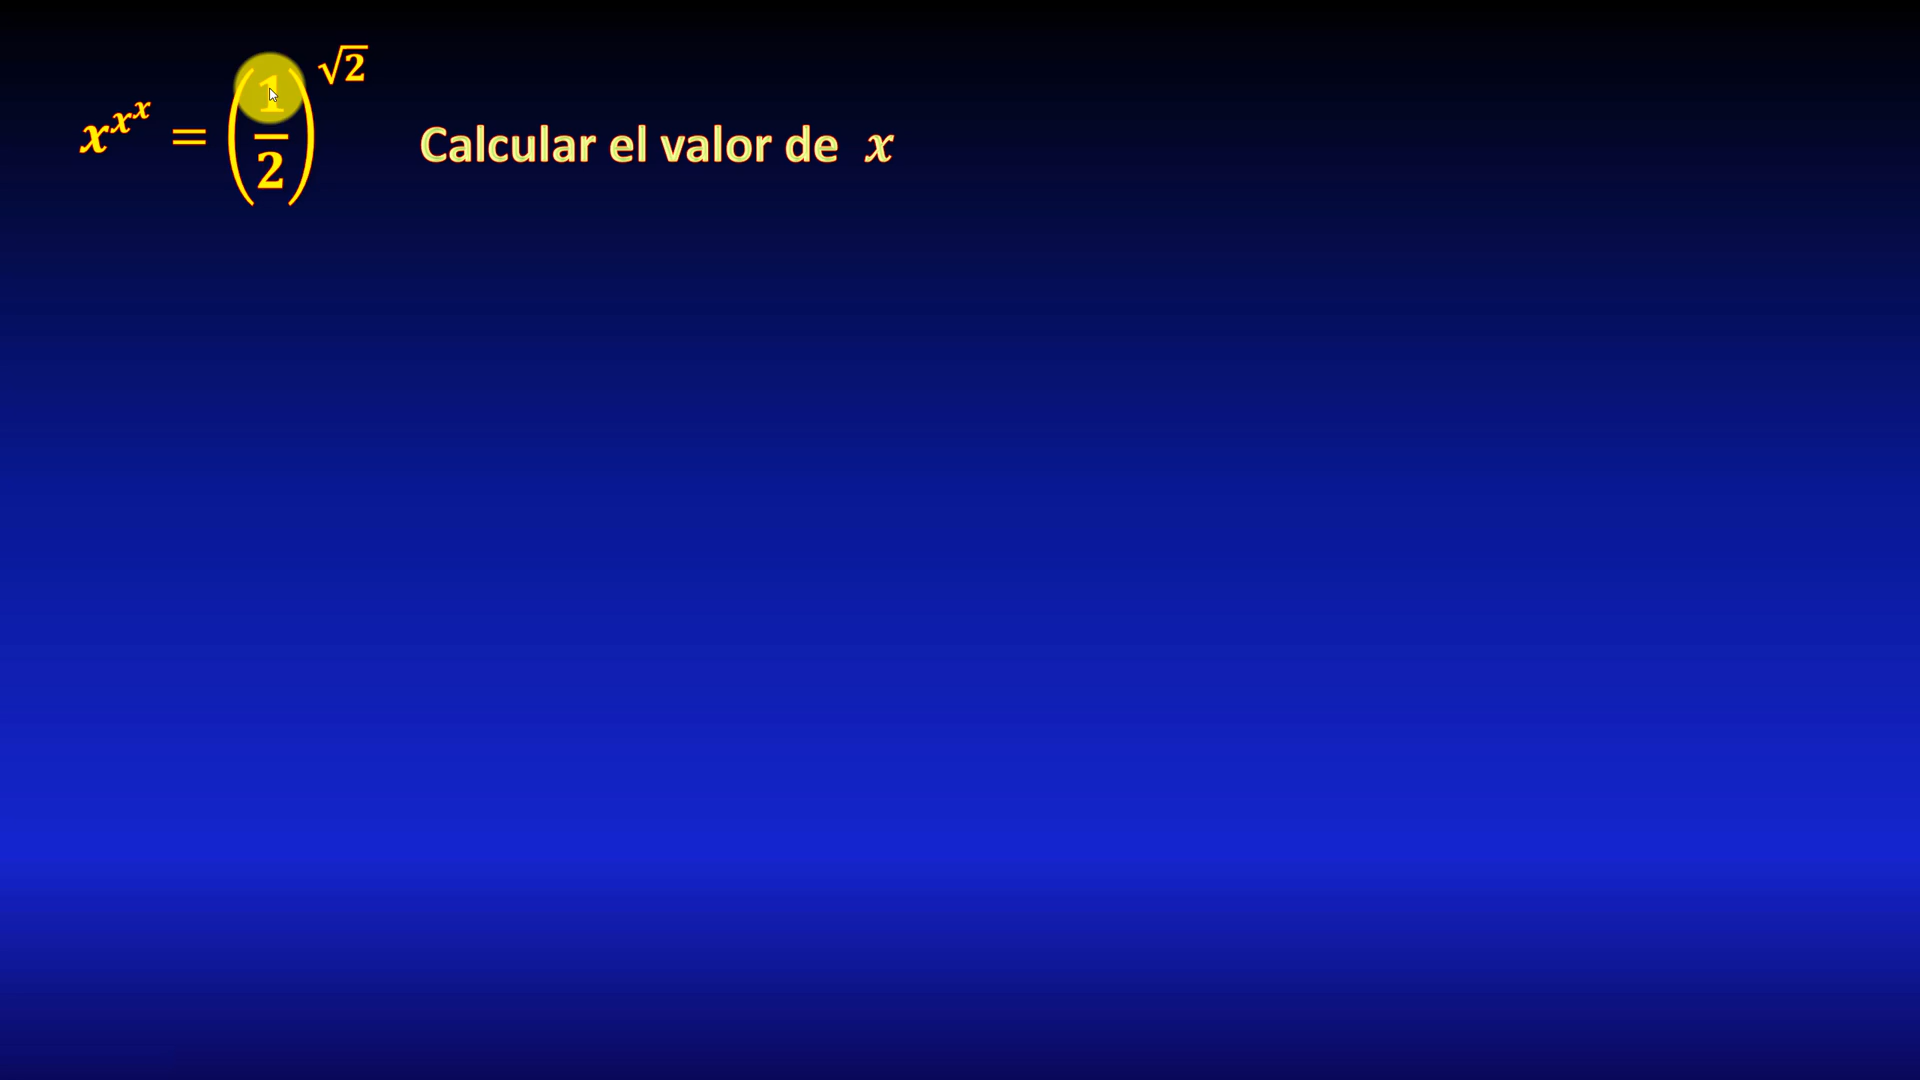 x^{x^x} = (1/2)^{√2} Calcular el valor de x